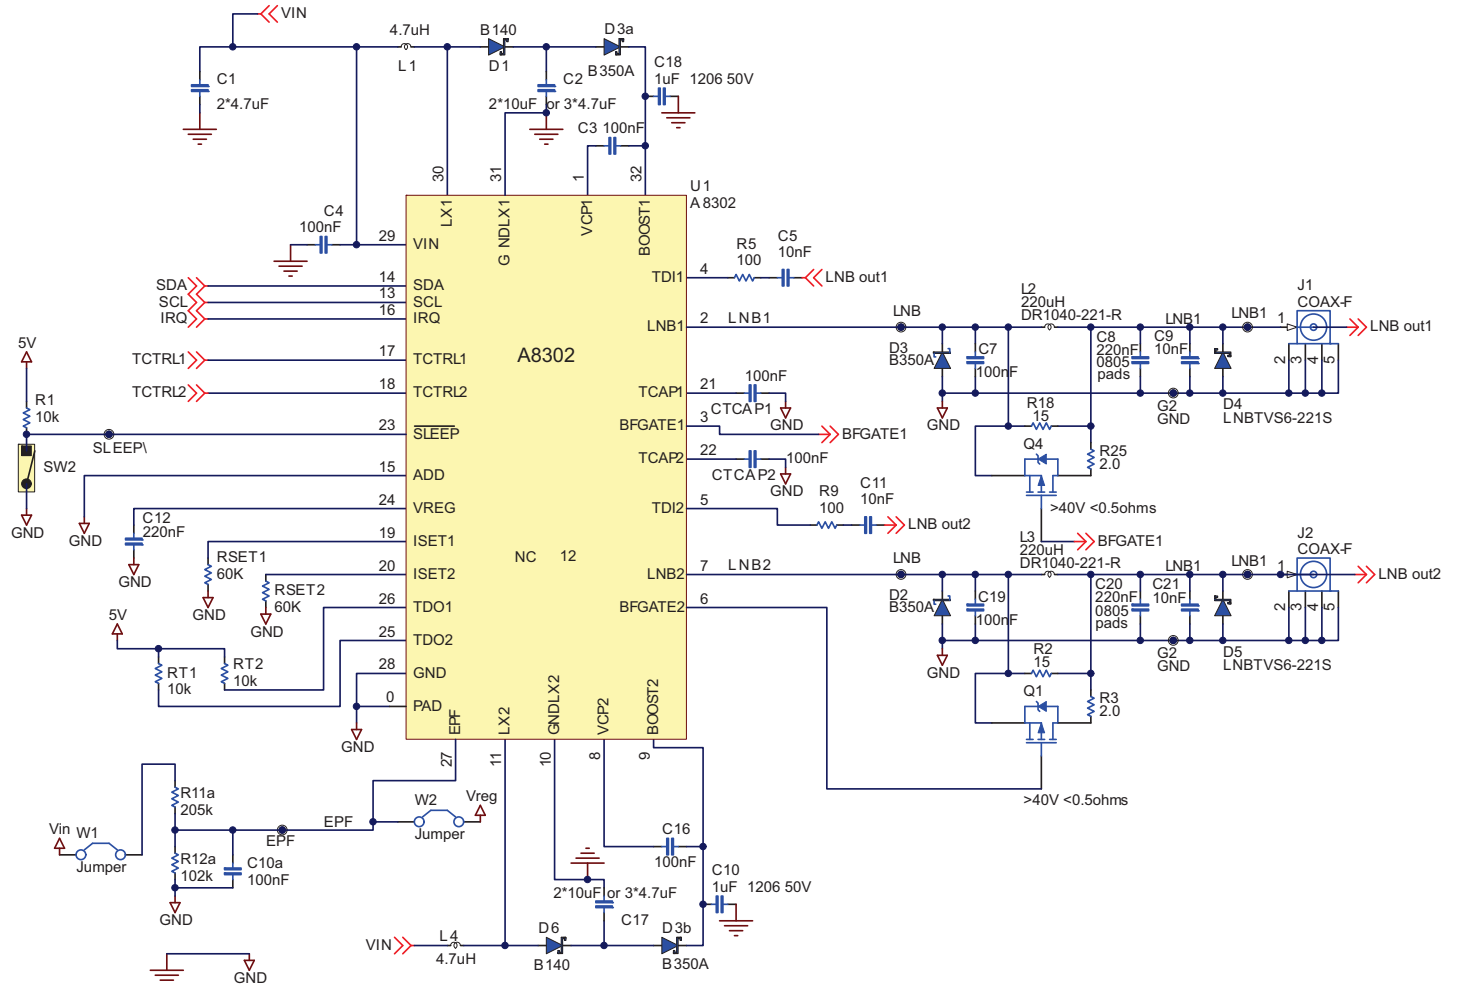 VIN
4.7uH
L1
B140
D1
D3a
B350A
C1
2*4.7uF
C2
2*10uF or 3*4.7uF
C18
1uF 1206 50V
C3 100nF
30
31
1
32
U1
A8302
LX1
GNDLX1
VCP1
BOOST1
C4
100nF
29
VIN
SDA
14
SDA
SCL
13
SCL
IRQ
16
IRQ
TCTRL1
17
TCTRL1
TCTRL2
18
TCTRL2
5V
R1
10k
SLEEP\
23
SLEEP
SW2
GND
15
ADD
GND
24
VREG
C12
220nF
GND
19
ISET1
RSET1
60K
GND
20
ISET2
RSET2
60K
GND
26
TDO1
25
TDO2
5V
RT1
10k
RT2
10k
28
GND
0
PAD
GND
A8302
NC 12
TDI1
4
R5
100
C5
10nF
LNB out1
LNB1
2
LNB1
LNB
TCAP1
21
100nF
CTCAP1
GND
BFGATE1
3
BFGATE1
TCAP2
22
100nF
CTCAP2
GND
TDI2
5
R9
100
C11
10nF
LNB out2
LNB2
7
LNB2
LNB
BFGATE2
6
D3
B350A
GND
C7
100nF
L2
220uH
DR1040-221-R
R18
15
Q4
R25
2.0
>40V <0.5ohms
BFGATE1
C8
220nF
0805
pads
C9
10nF
LNB1
LNB1
G2
GND
D4
LNBTVS6-221S
J1
COAX-F
1
2
3
4
5
LNB out1
L3
220uH
DR1040-221-R
D2
B350A
GND
C19
100nF
R2
15
Q1
R3
2.0
>40V <0.5ohms
C20
220nF
0805
pads
C21
10nF
LNB1
LNB1
G2
GND
D5
LNBTVS6-221S
J2
COAX-F
1
2
3
4
5
LNB out2
EPF
LX2
GNDLX2
VCP2
BOOST2
27
11
10
8
9
Vin
W1
Jumper
R11a
205k
R12a
102k
GND
C10a
100nF
EPF
EPF
W2
Jumper
Vreg
C16
100nF
C10
1uF 1206 50V
2*10uF or 3*4.7uF
C17
VIN
L4
4.7uH
D6
B140
D3b
B350A
GND